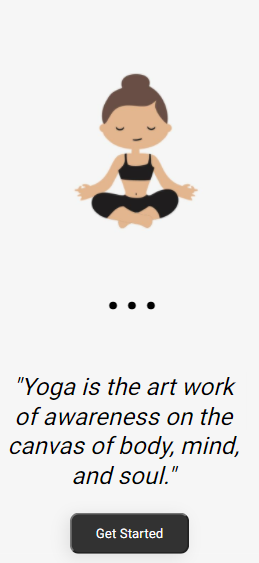 "Yoga is the art work
of awareness on the
canvas of body, mind,
and soul."
Get Started